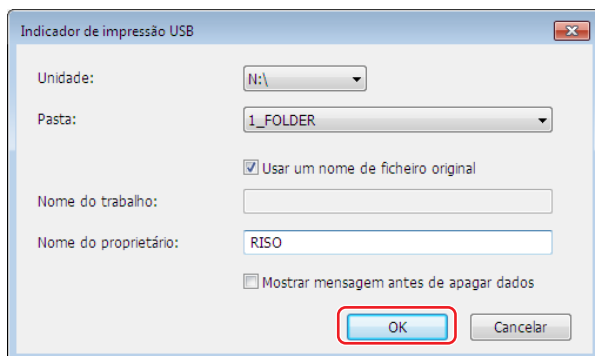 Indicador de impressão USB
Unidade:
N:\
Pasta:
1_FOLDER
Usar um nome de ficheiro original
Nome do trabalho:
Nome do proprietário:
RISO
Mostrar mensagem antes de apagar dados
OK
Cancelar